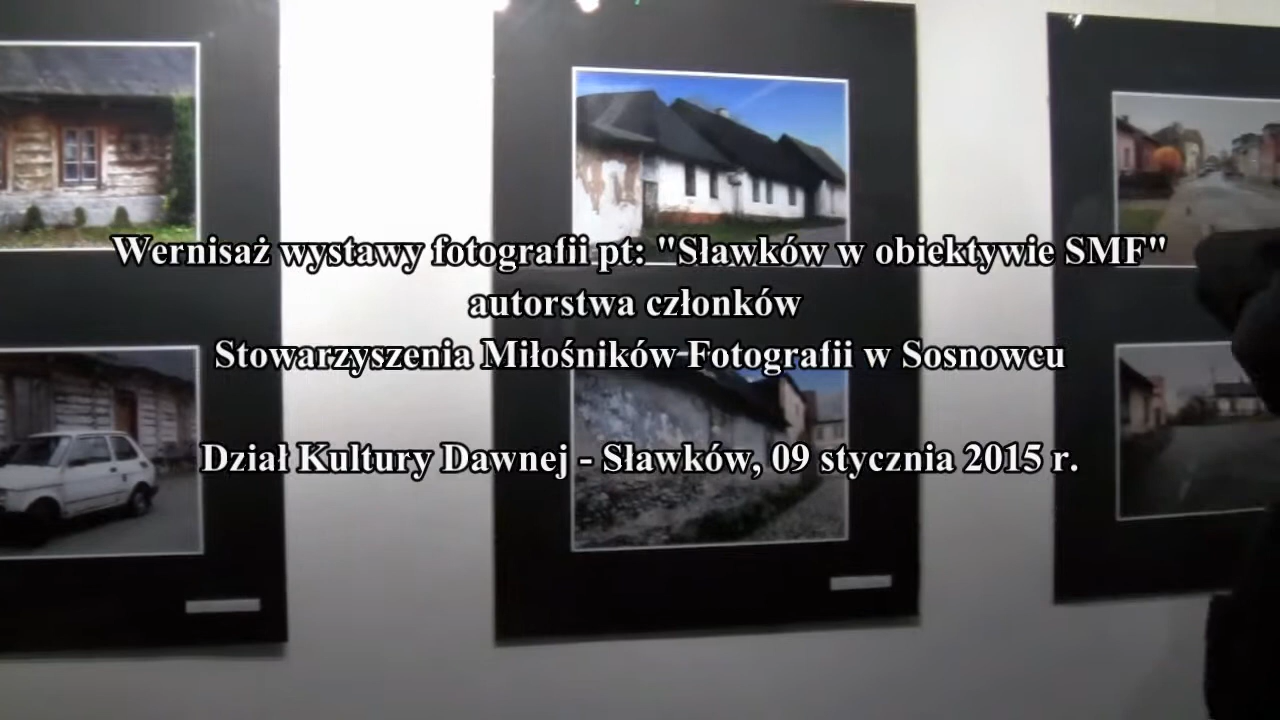 Wernisaż wystawy fotografii pt: "Sławków w obiektywie SMF"
autorstwa członków
Stowarzyszenia Miłośników Fotografii w Sosnowcu
Dział Kultury Dawnej - Sławków, 09 stycznia 2015 r.